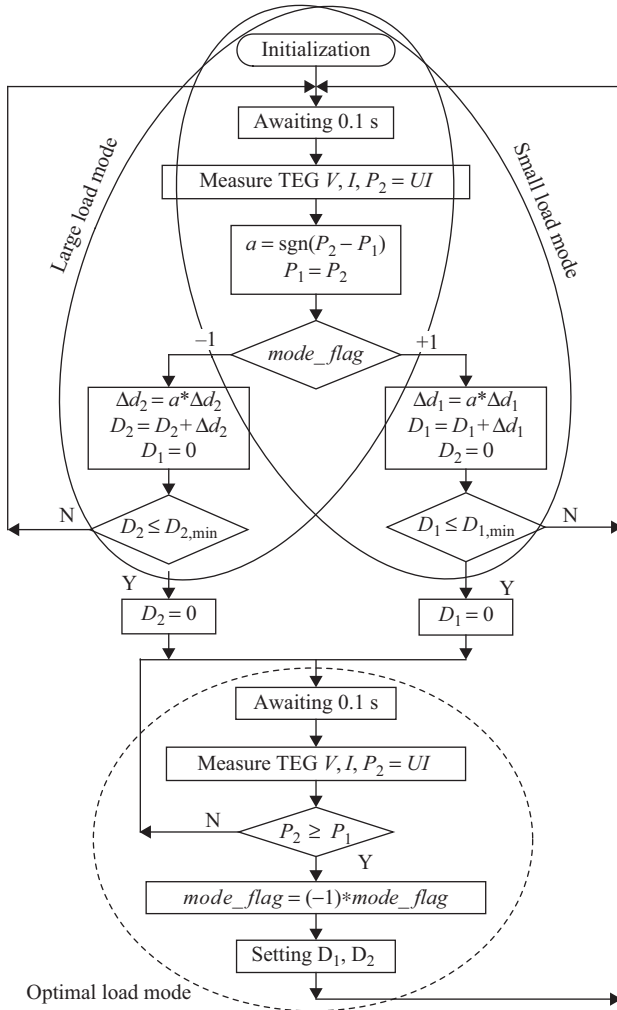 Initialization
Awaiting 0.1 s
Large load mode
Small load mode
Measure TEG V, I, P₂ = UI
a = sgn(P₂ − P₁)
P₁ = P₂
–1
mode_flag
+1
Δd₂ = a* Δd₂
D₂ = D₂ + Δd₂
D₁ = 0
Δd₁ = a* Δd₁
D₁ = D₁ + Δd₁
D₂ = 0
N
D₂ ≤ D₂,min
D₁ ≤ D₁,min
N
Y
Y
D₂ = 0
D₁ = 0
Awaiting 0.1 s
Measure TEG V, I, P₂ = UI
N
P₂ ≥ P₁
Y
mode_flag = (-1)*mode_flag
Setting D₁, D₂
Optimal load mode